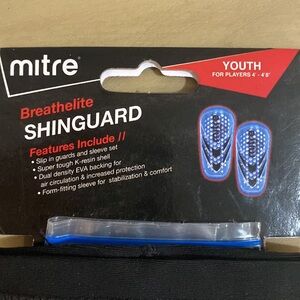 mitre
YOUTH
FOR PLAYERS 4' - 4'6"
Breathelite
SHINGUARD
Features Include //
• Slip in guards and sleeve set
• Super tough K-resin shell
• Dual density EVA backing for
air circulation & increased protection
• Form-fitting sleeve for stabilization & comfort